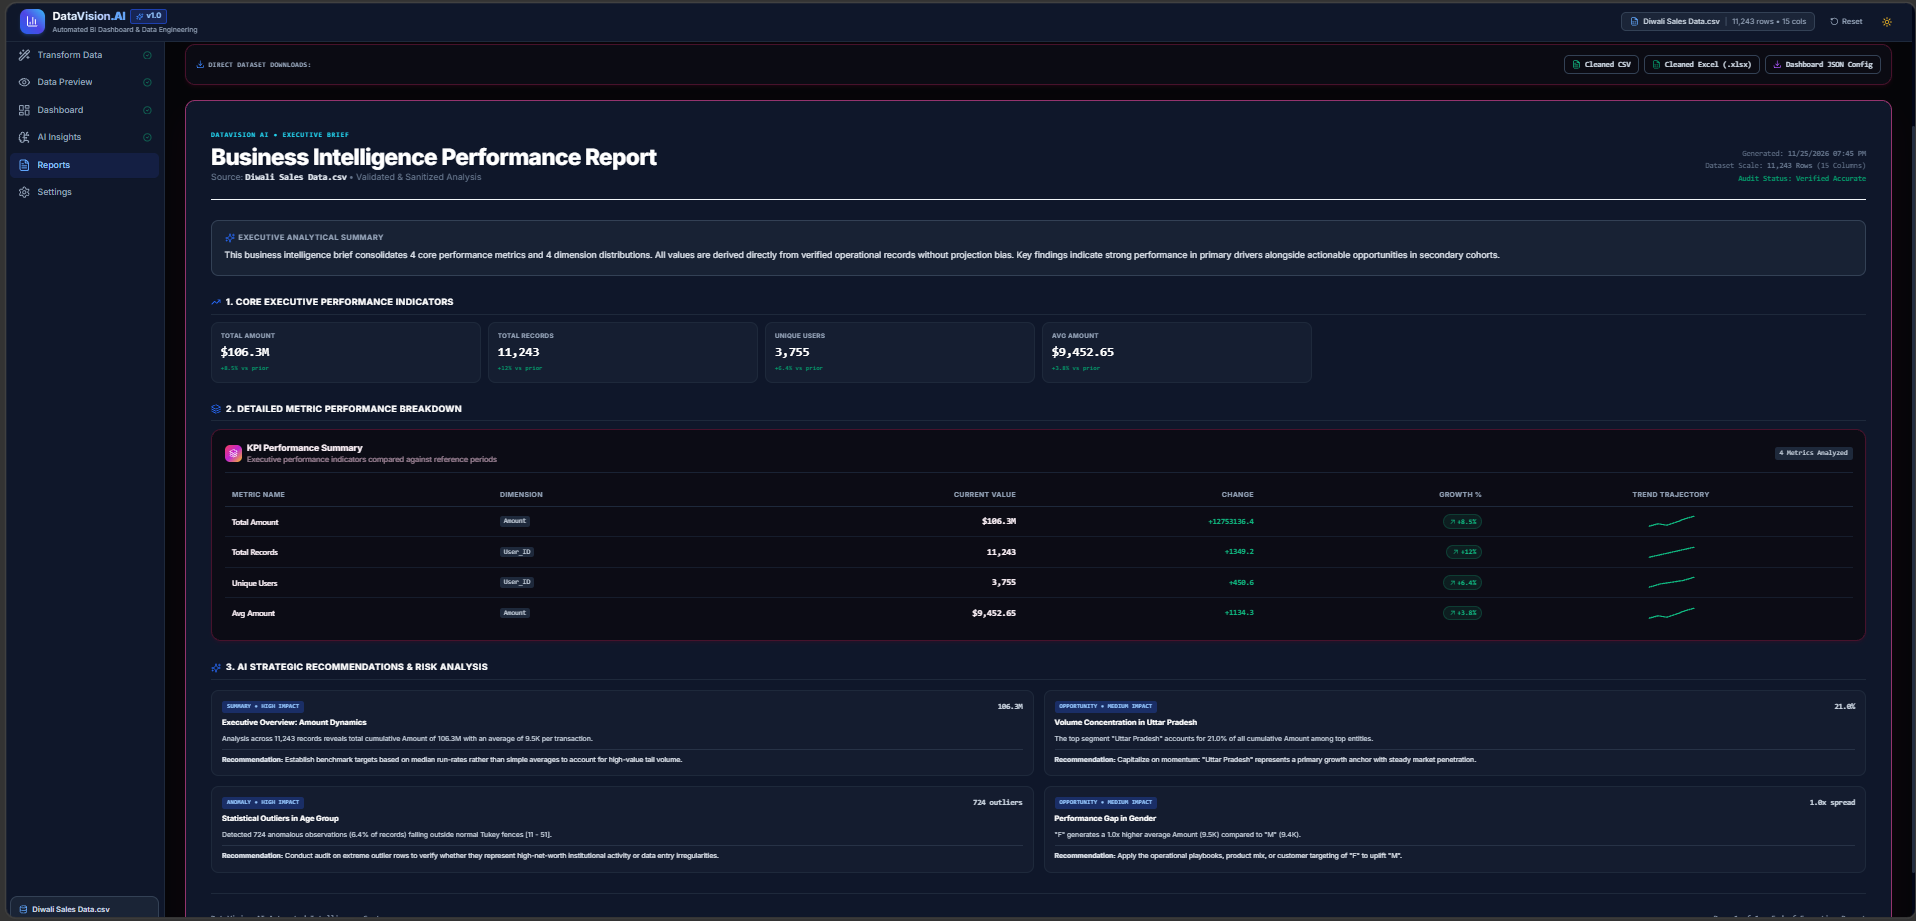 DataVision.AI v1.0
Automated BI Dashboard & Data Engineering
Diwali Sales Data.csv 11,243 rows • 15 cols
Reset
Transform Data
Data Preview
Dashboard
AI Insights
Reports
Settings
Diwali Sales Data.csv
DIRECT DATASET DOWNLOADS:
Cleaned CSV
Cleaned Excel (.xlsx)
Dashboard JSON Config
DATAVISION AI • EXECUTIVE BRIEF
Business Intelligence Performance Report
Source: Diwali Sales Data.csv • Validated & Sanitized Analysis
Generated: 11/25/2026 07:45 PM
Dataset Scale: 11,243 Rows (15 Columns)
Audit Status: Verified Accurate
EXECUTIVE ANALYTICAL SUMMARY
This business intelligence brief consolidates 4 core performance metrics and 4 dimension distributions. All values are derived directly from verified operational records without projection bias. Key findings indicate strong performance in primary drivers alongside actionable opportunities in secondary cohorts.
1. CORE EXECUTIVE PERFORMANCE INDICATORS
TOTAL AMOUNT
$106.3M
+8.5% vs prior
TOTAL RECORDS
11,243
+12% vs prior
UNIQUE USERS
3,755
+6.4% vs prior
AVG AMOUNT
$9,452.65
+3.8% vs prior
2. DETAILED METRIC PERFORMANCE BREAKDOWN
KPI Performance Summary
Executive performance indicators compared against reference periods
4 Metrics Analyzed
METRIC NAME DIMENSION CURRENT VALUE CHANGE GROWTH % TREND TRAJECTORY
Total Amount Amount $106.3M +12753136.4 +8.5%
Total Records User_ID 11,243 +1349.2 +12%
Unique Users User_ID 3,755 +450.6 +6.4%
Avg Amount Amount $9,452.65 +1134.3 +3.8%
3. AI STRATEGIC RECOMMENDATIONS & RISK ANALYSIS
SUMMARY • HIGH IMPACT 106.3M
Executive Overview: Amount Dynamics
Analysis across 11,243 records reveals total cumulative Amount of 106.3M with an average of 9.5K per transaction.
Recommendation: Establish benchmark targets based on median run-rates rather than simple averages to account for high-value tail volume.
OPPORTUNITY • MEDIUM IMPACT 21.0%
Volume Concentration in Uttar Pradesh
The top segment "Uttar Pradesh" accounts for 21.0% of all cumulative Amount among top entities.
Recommendation: Capitalize on momentum: "Uttar Pradesh" represents a primary growth anchor with steady market penetration.
ANOMALY • HIGH IMPACT 724 outliers
Statistical Outliers in Age Group
Detected 724 anomalous observations (6.4% of records) falling outside normal Tukey fences [11 - 51].
Recommendation: Conduct audit on extreme outlier rows to verify whether they represent high-net-worth institutional activity or data entry irregularities.
OPPORTUNITY • MEDIUM IMPACT 1.0x spread
Performance Gap in Gender
"F" generates a 1.0x higher average Amount (9.5K) compared to "M" (9.4K).
Recommendation: Apply the operational playbooks, product mix, or customer targeting of "F" to uplift "M".